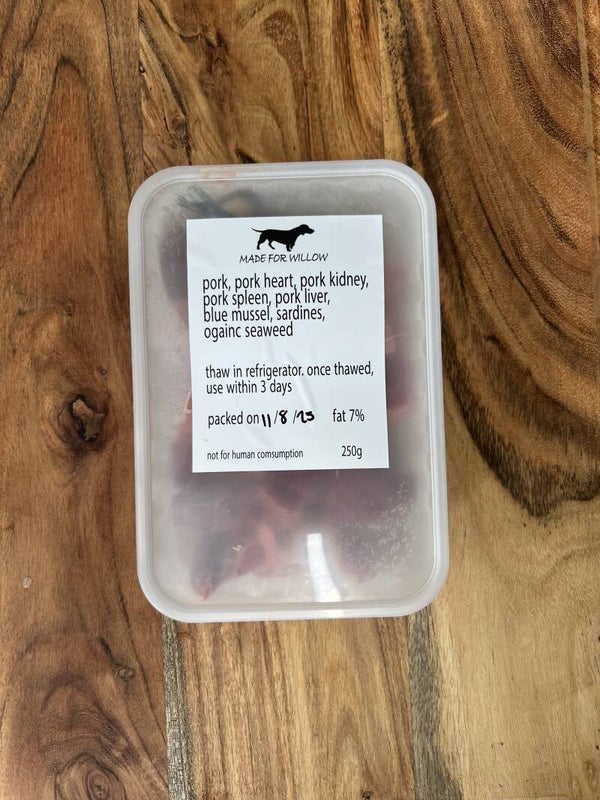 MADE FOR WILLOW
pork, pork heart, pork kidney,
pork spleen, pork liver,
blue mussel, sardines,
ogainc seaweed
thaw in refrigerator. once thawed,
use within 3 days
packed on 11/8/23 fat 7%
not for human comsumption 250g